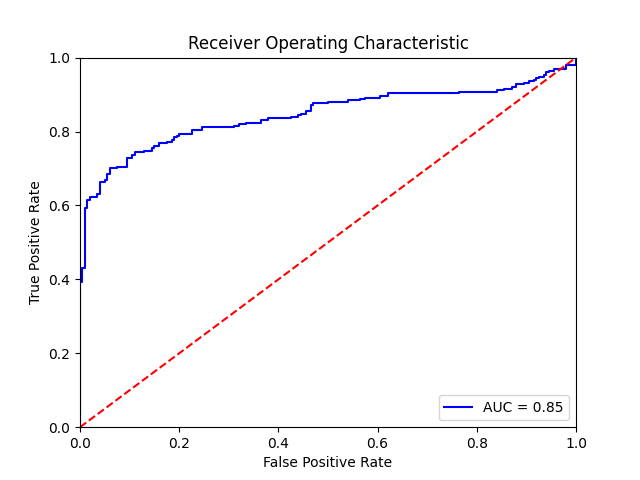 Receiver Operating Characteristic
1.0
0.8
0.6
0.4
0.2
0.0
True Positive Rate
AUC = 0.85
0.0 0.2 0.4 0.6 0.8 1.0
False Positive Rate